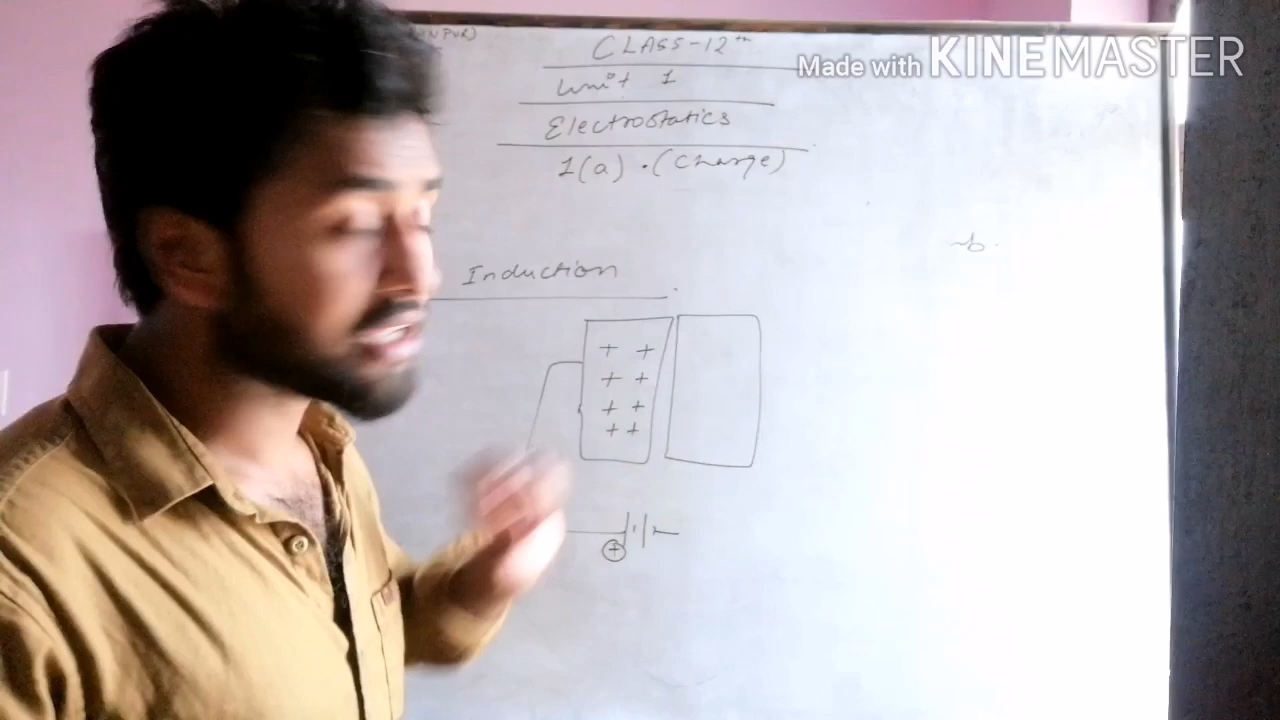 CLASS-12th
Made with KINEMASTER
Unit 1
Electrostatics
1(a) .(Charge)
Induction
+ +
+ +
+ +
+ +
+